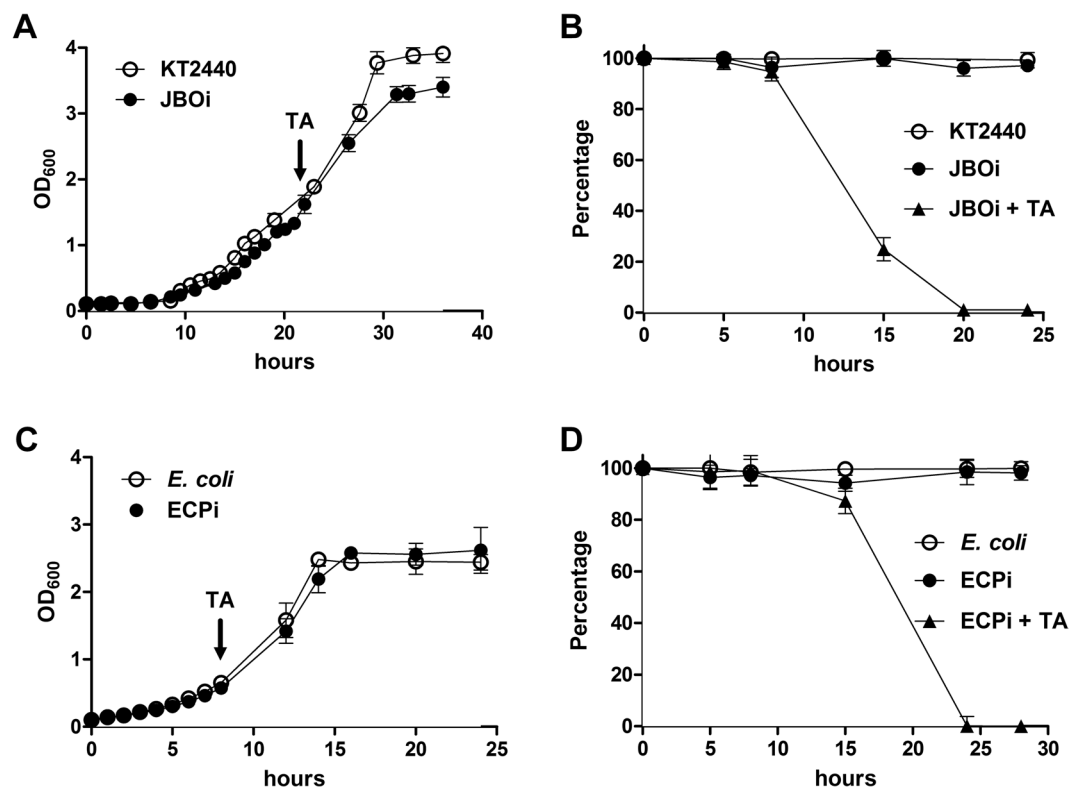 A
KT2440
JBOi
TA
OD600
4
3
2
1
0
0 10 20 30 40
hours
B
Percentage
100
80
60
40
20
0
KT2440
JBOi
JBOi + TA
0 5 10 15 20 25
hours
C
E. coli
ECPi
TA
OD600
4
3
2
1
0
0 5 10 15 20 25
hours
D
Percentage
100
80
60
40
20
0
E. coli
ECPi
ECPi + TA
0 5 10 15 20 25 30
hours